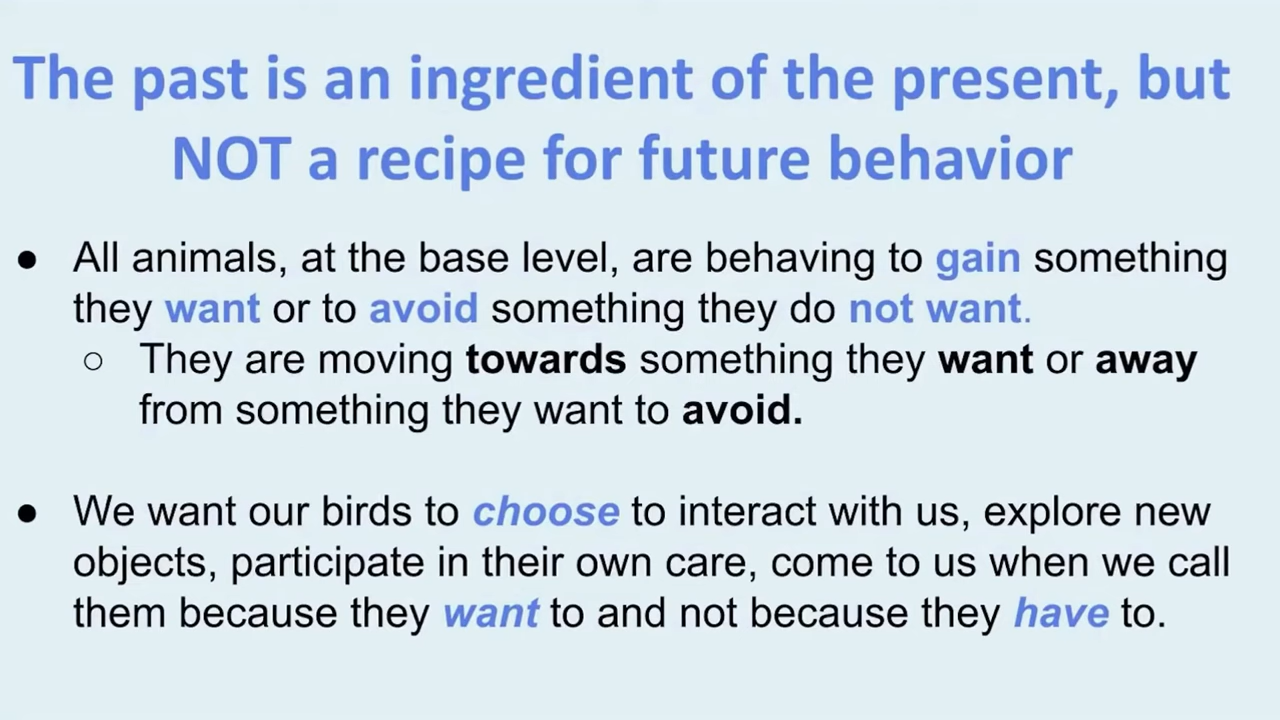 The past is an ingredient of the present, but
NOT a recipe for future behavior
● All animals, at the base level, are behaving to gain something
they want or to avoid something they do not want.
○ They are moving towards something they want or away
from something they want to avoid.
● We want our birds to choose to interact with us, explore new
objects, participate in their own care, come to us when we call
them because they want to and not because they have to.